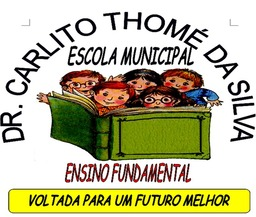 DR. CARLITO THOMÉ DA SILVA
ESCOLA MUNICIPAL
ENSINO FUNDAMENTAL
VOLTADA PARA UM FUTURO MELHOR